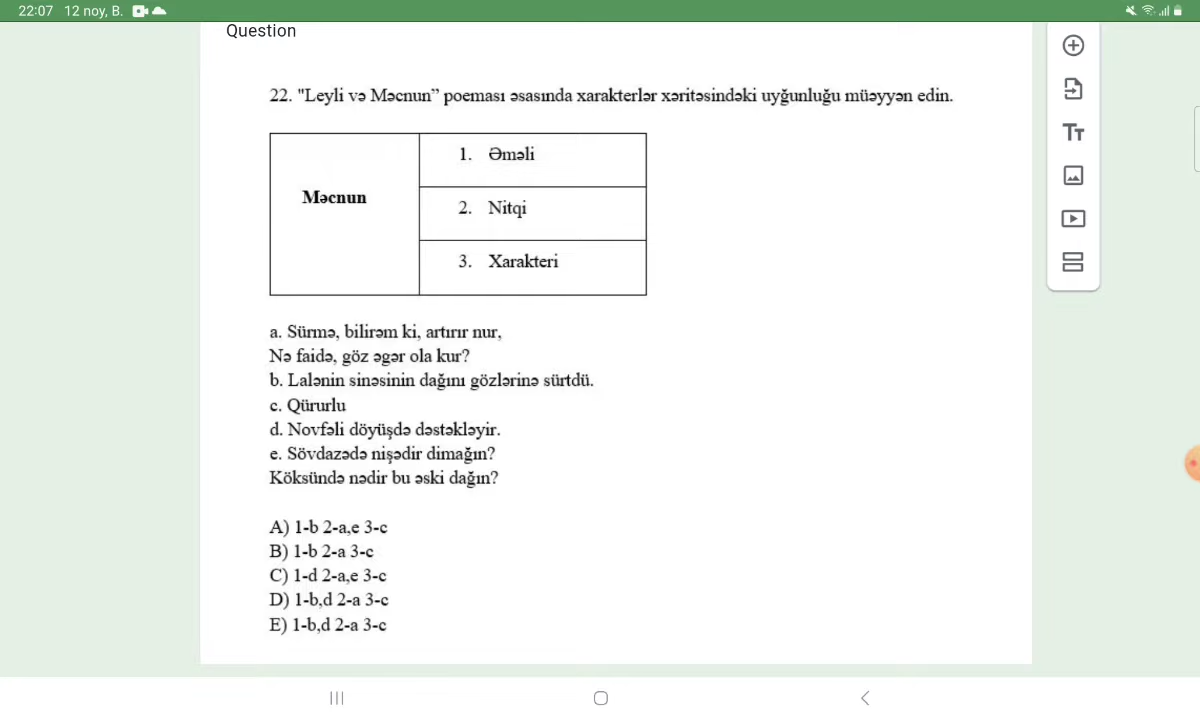 22:07 12 noy, B.
Question
22. "Leyli və Məcnun” poeması əsasında xarakterlər xəritəsindəki uyğunluğu müəyyən edin.
Məcnun
1. Əməli
2. Nitqi
3. Xarakteri
a. Sürmə, bilirəm ki, artırır nur,
Nə faidə, göz əgər ola kur?
b. Lalənin sinəsinin dağını gözlərinə sürtdü.
c. Qürurlu
d. Novfəli döyüşdə dəstəkləyir.
e. Sövdazədə nişədir dimağın?
Köksündə nədir bu əski dağın?
A) 1-b 2-a,e 3-c
B) 1-b 2-a 3-c
C) 1-d 2-a,e 3-c
D) 1-b,d 2-a 3-c
E) 1-b,d 2-a 3-c
Tт